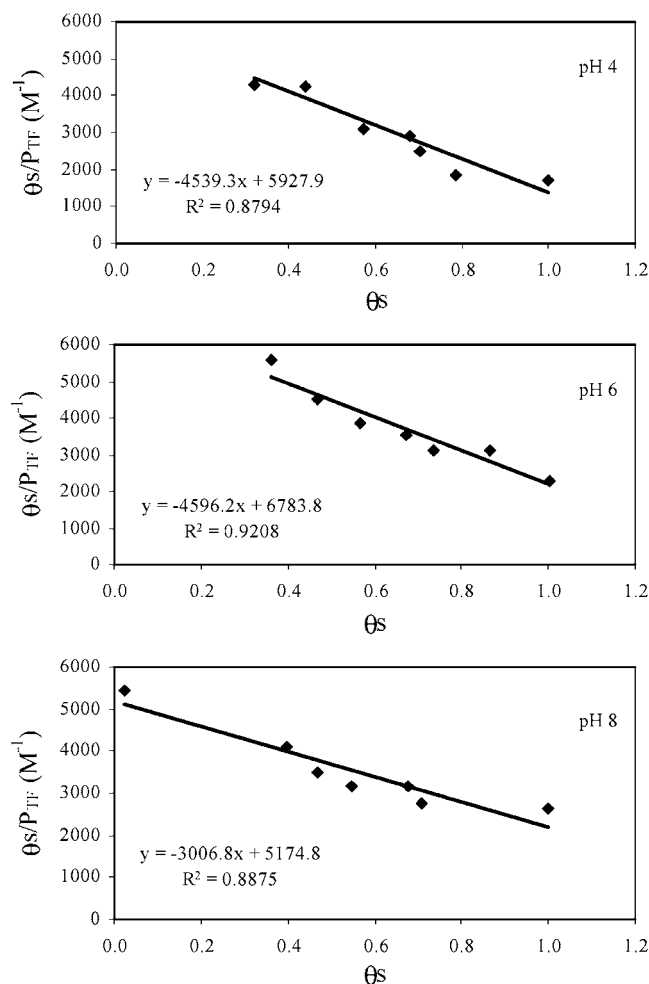 6000
5000
4000
3000
2000
1000
0
θs/P_TF (M⁻¹)
pH 4
y = -4539.3x + 5927.9
R² = 0.8794
0.0 0.2 0.4 0.6 0.8 1.0 1.2
θs
6000
5000
4000
3000
2000
1000
0
θs/P_TF (M⁻¹)
pH 6
y = -4596.2x + 6783.8
R² = 0.9208
0.0 0.2 0.4 0.6 0.8 1.0 1.2
θs
6000
5000
4000
3000
2000
1000
0
θs/P_TF (M⁻¹)
pH 8
y = -3006.8x + 5174.8
R² = 0.8875
0.0 0.2 0.4 0.6 0.8 1.0 1.2
θs